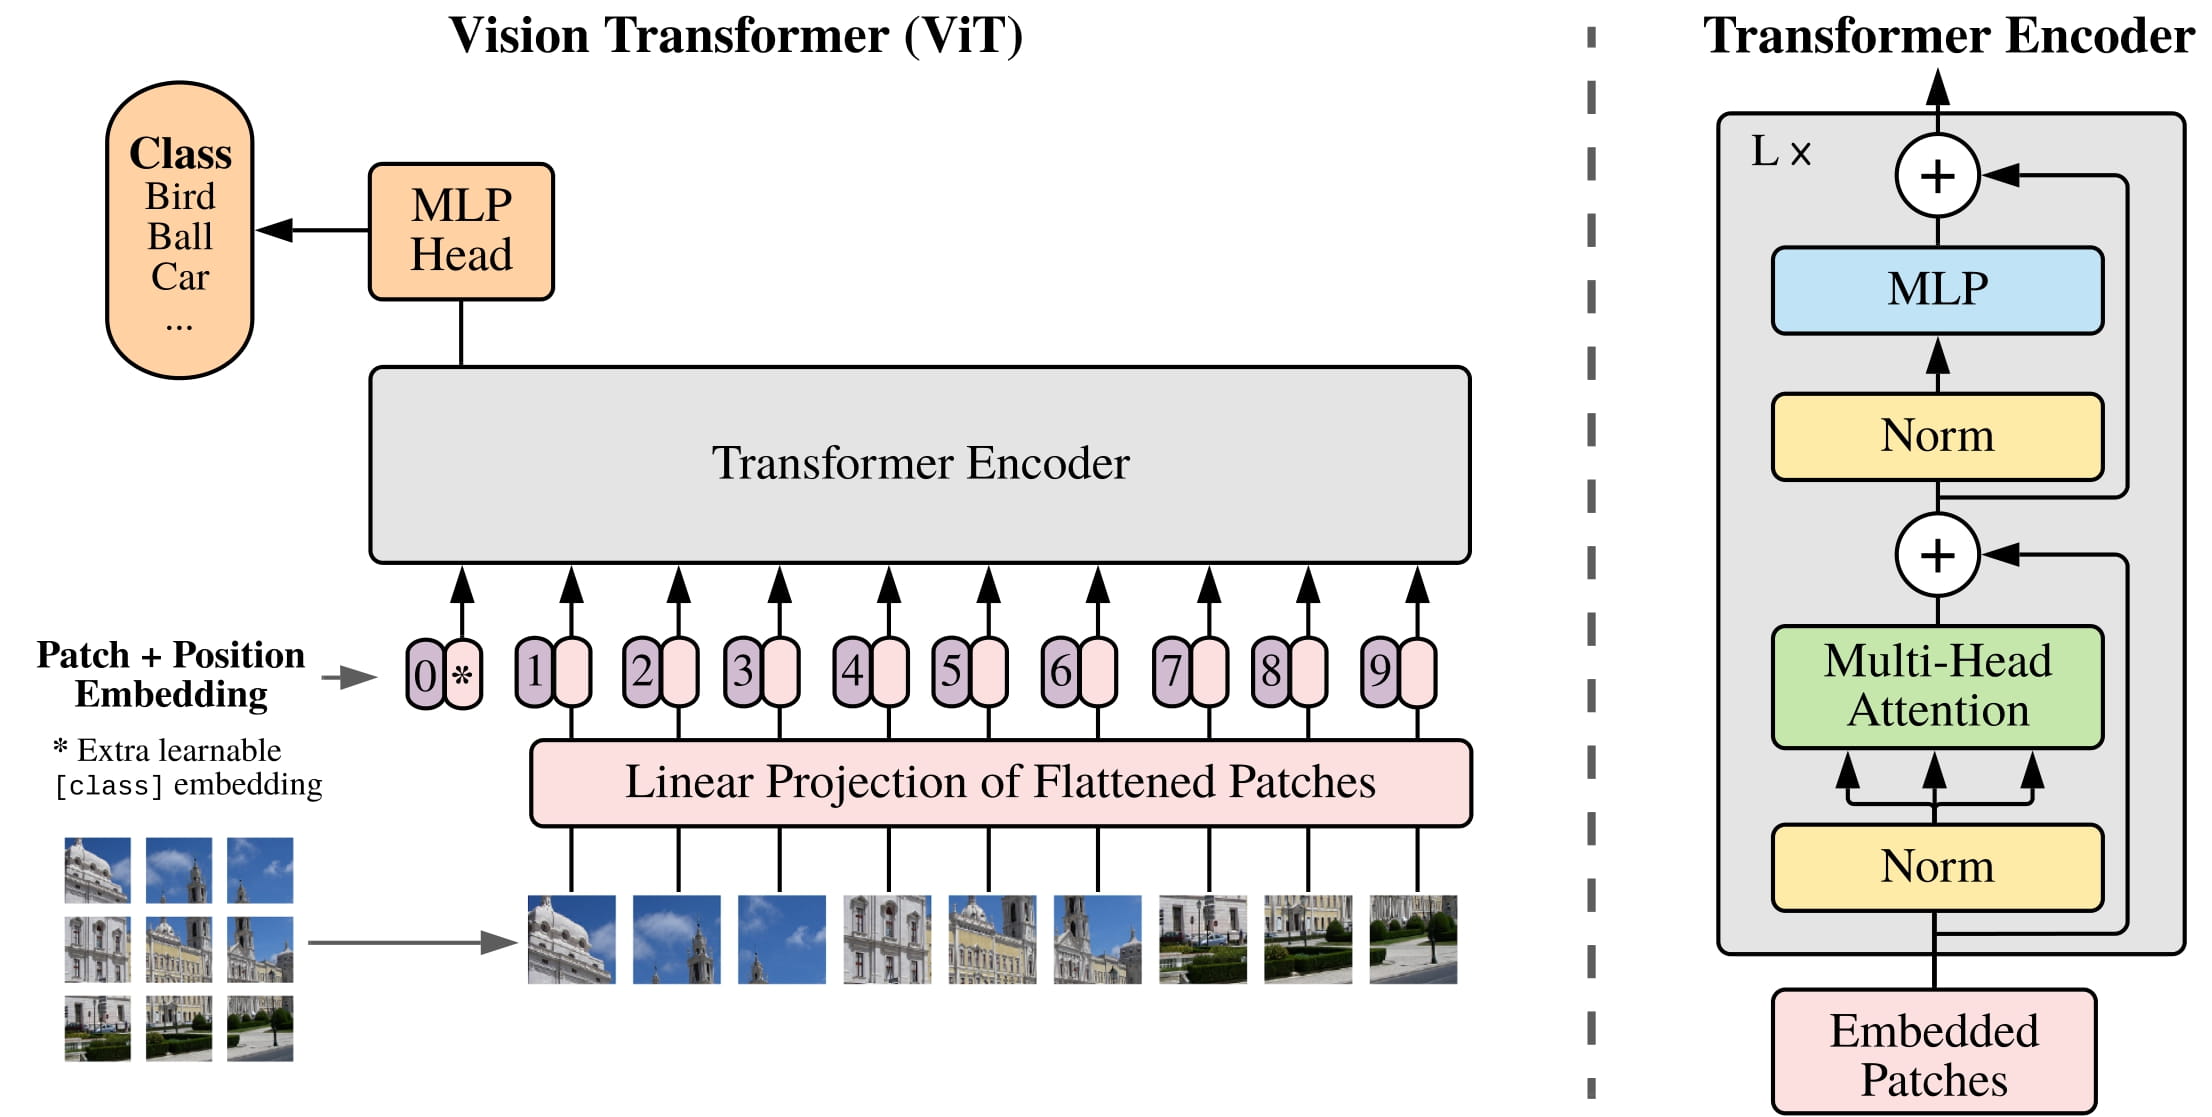 Vision Transformer (ViT)
Class
Bird
Ball
Car
...
MLP
Head
Transformer Encoder
Patch + Position
Embedding
* Extra learnable
[class] embedding
0 * 1 2 3 4 5 6 7 8 9
Linear Projection of Flattened Patches
Transformer Encoder
L x
+
MLP
Norm
+
Multi-Head
Attention
Norm
Embedded
Patches